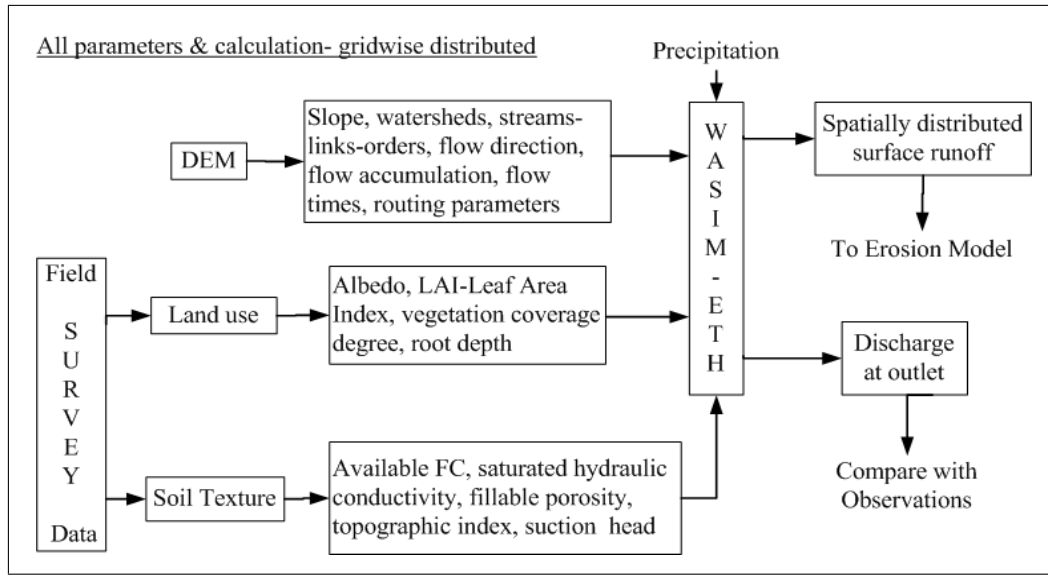 All parameters & calculation- gridwise distributed
Precipitation
DEM
Slope, watersheds, streams-
links-orders, flow direction,
flow accumulation, flow
times, routing parameters
W
A
S
I
M
-
E
T
H
Spatially distributed
surface runoff
To Erosion Model
Field
S
U
R
V
E
Y
Data
Land use
Albedo, LAI-Leaf Area
Index, vegetation coverage
degree, root depth
Discharge
at outlet
Compare with
Observations
Soil Texture
Available FC, saturated hydraulic
conductivity, fillable porosity,
topographic index, suction head